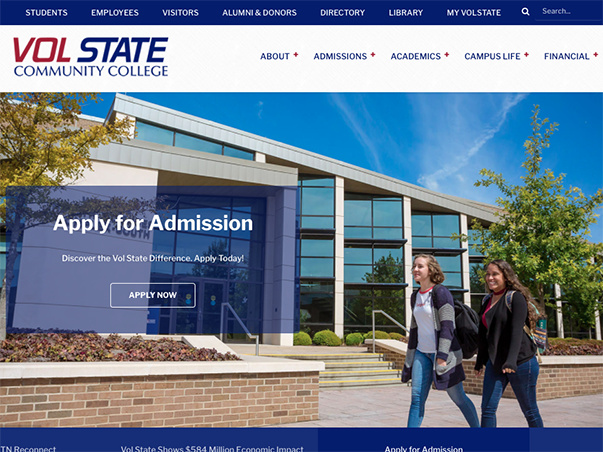 STUDENTS EMPLOYEES VISITORS ALUMNI & DONORS DIRECTORY LIBRARY MY VOLSTATE Search...
VOL STATE
COMMUNITY COLLEGE
ABOUT + ADMISSIONS + ACADEMICS + CAMPUS LIFE + FINANCIAL +
SOUTH
Apply for Admission
Discover the Vol State Difference. Apply Today!
APPLY NOW
TN Reconnect Vol State Shows $584 Million Economic Impact Apply for Admission